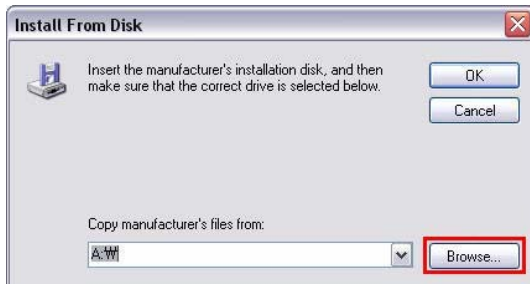 Install From Disk
Insert the manufacturer's installation disk, and then
make sure that the correct drive is selected below.
OK
Cancel
Copy manufacturer's files from:
A:₩
Browse...